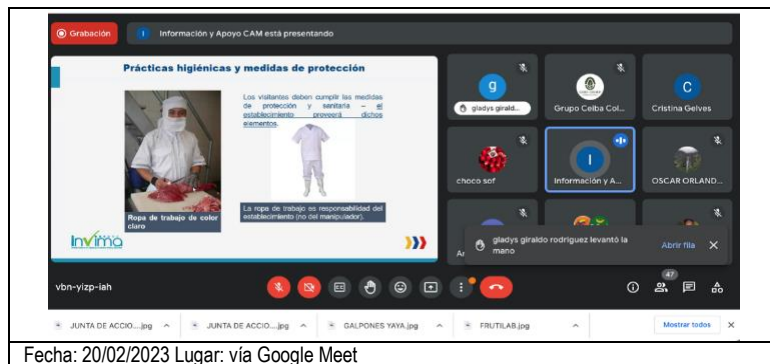 Grabación
I
Información y Apoyo CAM está presentando
Prácticas higiénicas y medidas de protección
Los visitantes deben cumplir las medidas
de protección y sanitaria – el
establecimiento proveerá dichos
elementos.
Ropa de trabajo de color
claro
La ropa de trabajo es responsabilidad del
establecimiento (no del manipulador).
invima
g
gladys girald...
Grupo Ceiba Col...
C
Cristina Gelves
choco sof
I
Información y A...
OSCAR ORLAND...
gladys giraldo rodriguez levantó la
mano
Abrir fila
vbn-yizp-iah
47
JUNTA DE ACCIO....jpg
JUNTA DE ACCIO....jpg
GALPONES YAYA.jpg
FRUTILAB.jpg
Mostrar todos
Fecha: 20/02/2023 Lugar: vía Google Meet